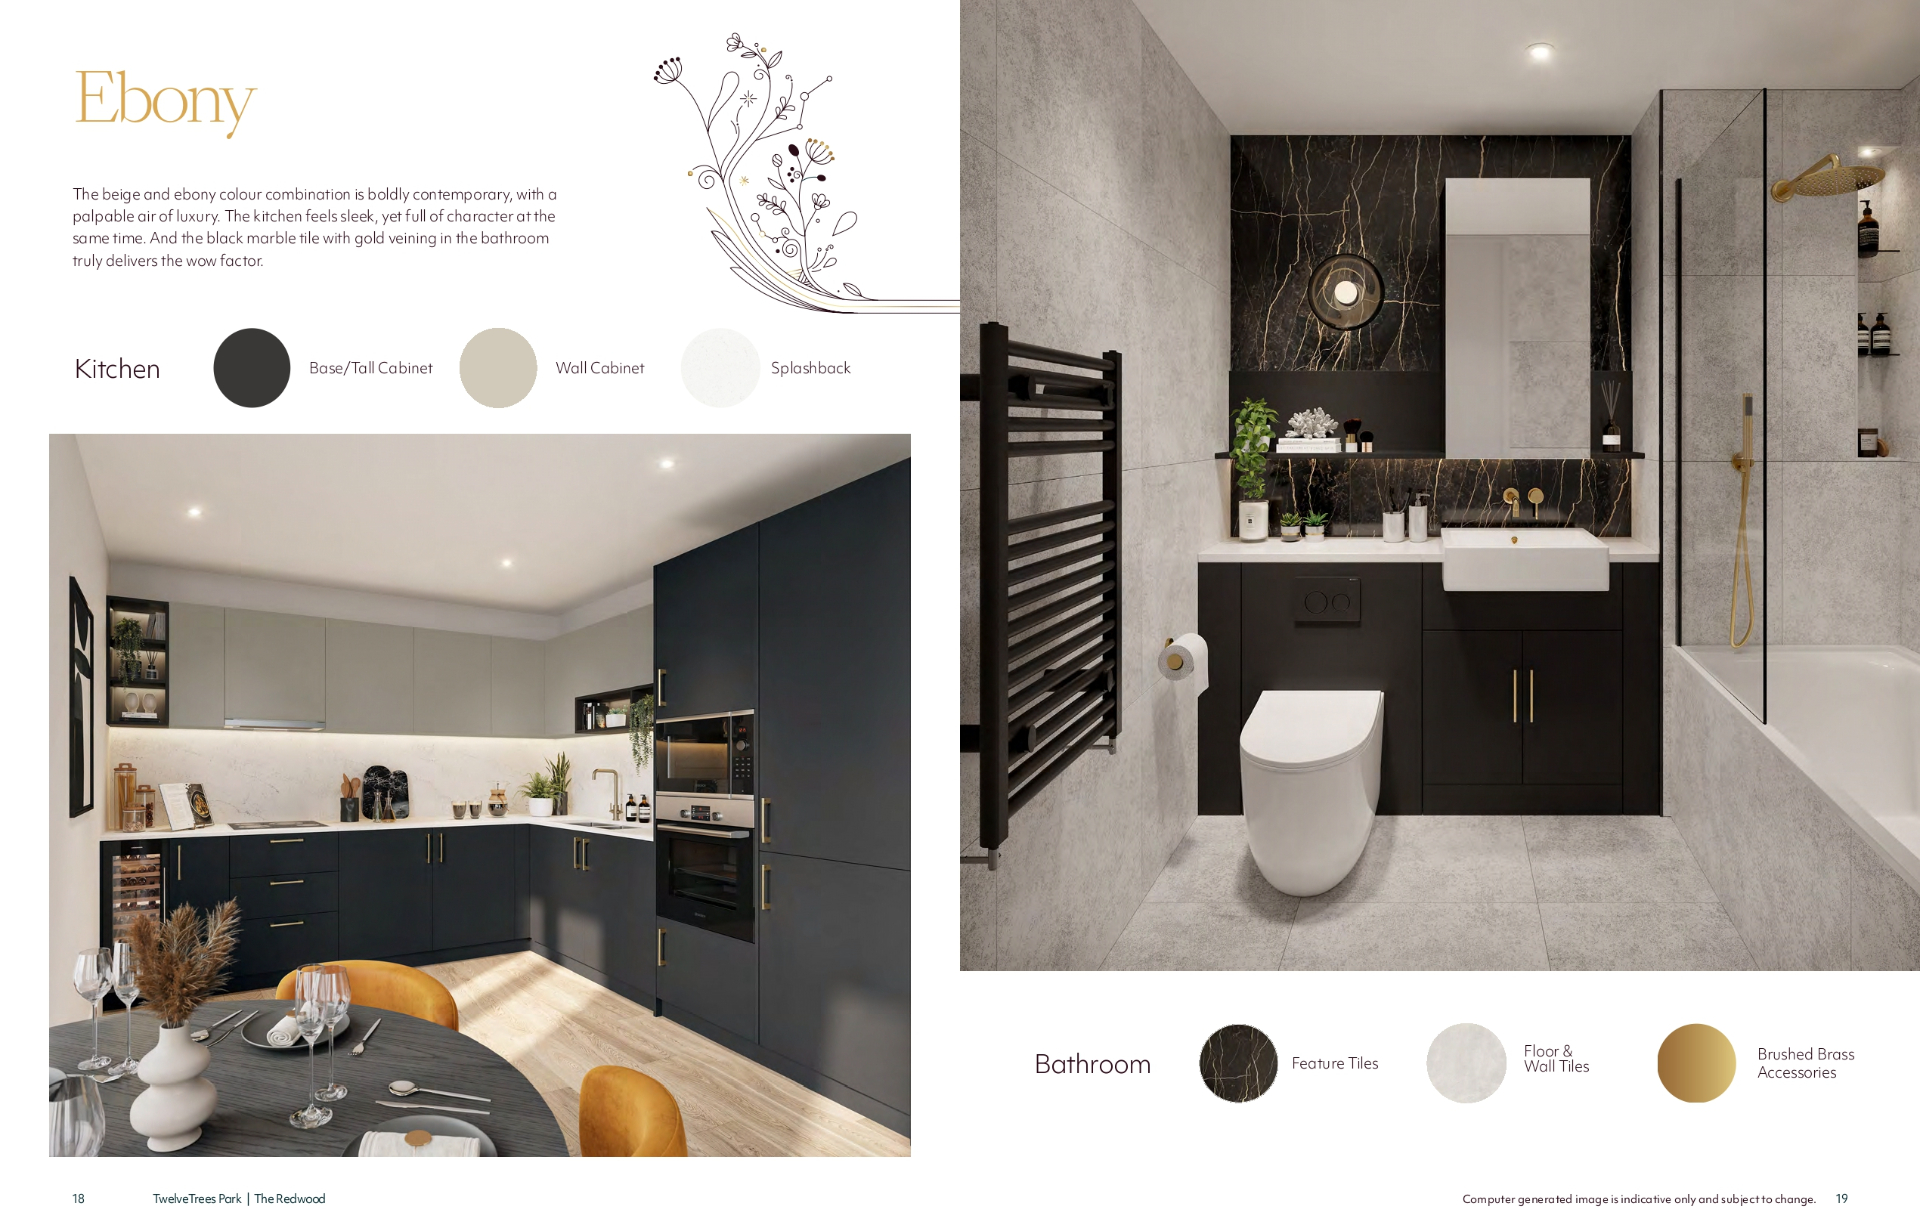 Ebony
The beige and ebony colour combination is boldly contemporary, with a
palpable air of luxury. The kitchen feels sleek, yet full of character at the
same time. And the black marble tile with gold veining in the bathroom
truly delivers the wow factor.
Kitchen
Base/Tall Cabinet
Wall Cabinet
Splashback
Bathroom
Feature Tiles
Floor &
Wall Tiles
Brushed Brass
Accessories
18
TwelveTrees Park | The Redwood
Computer generated image is indicative only and subject to change.
19